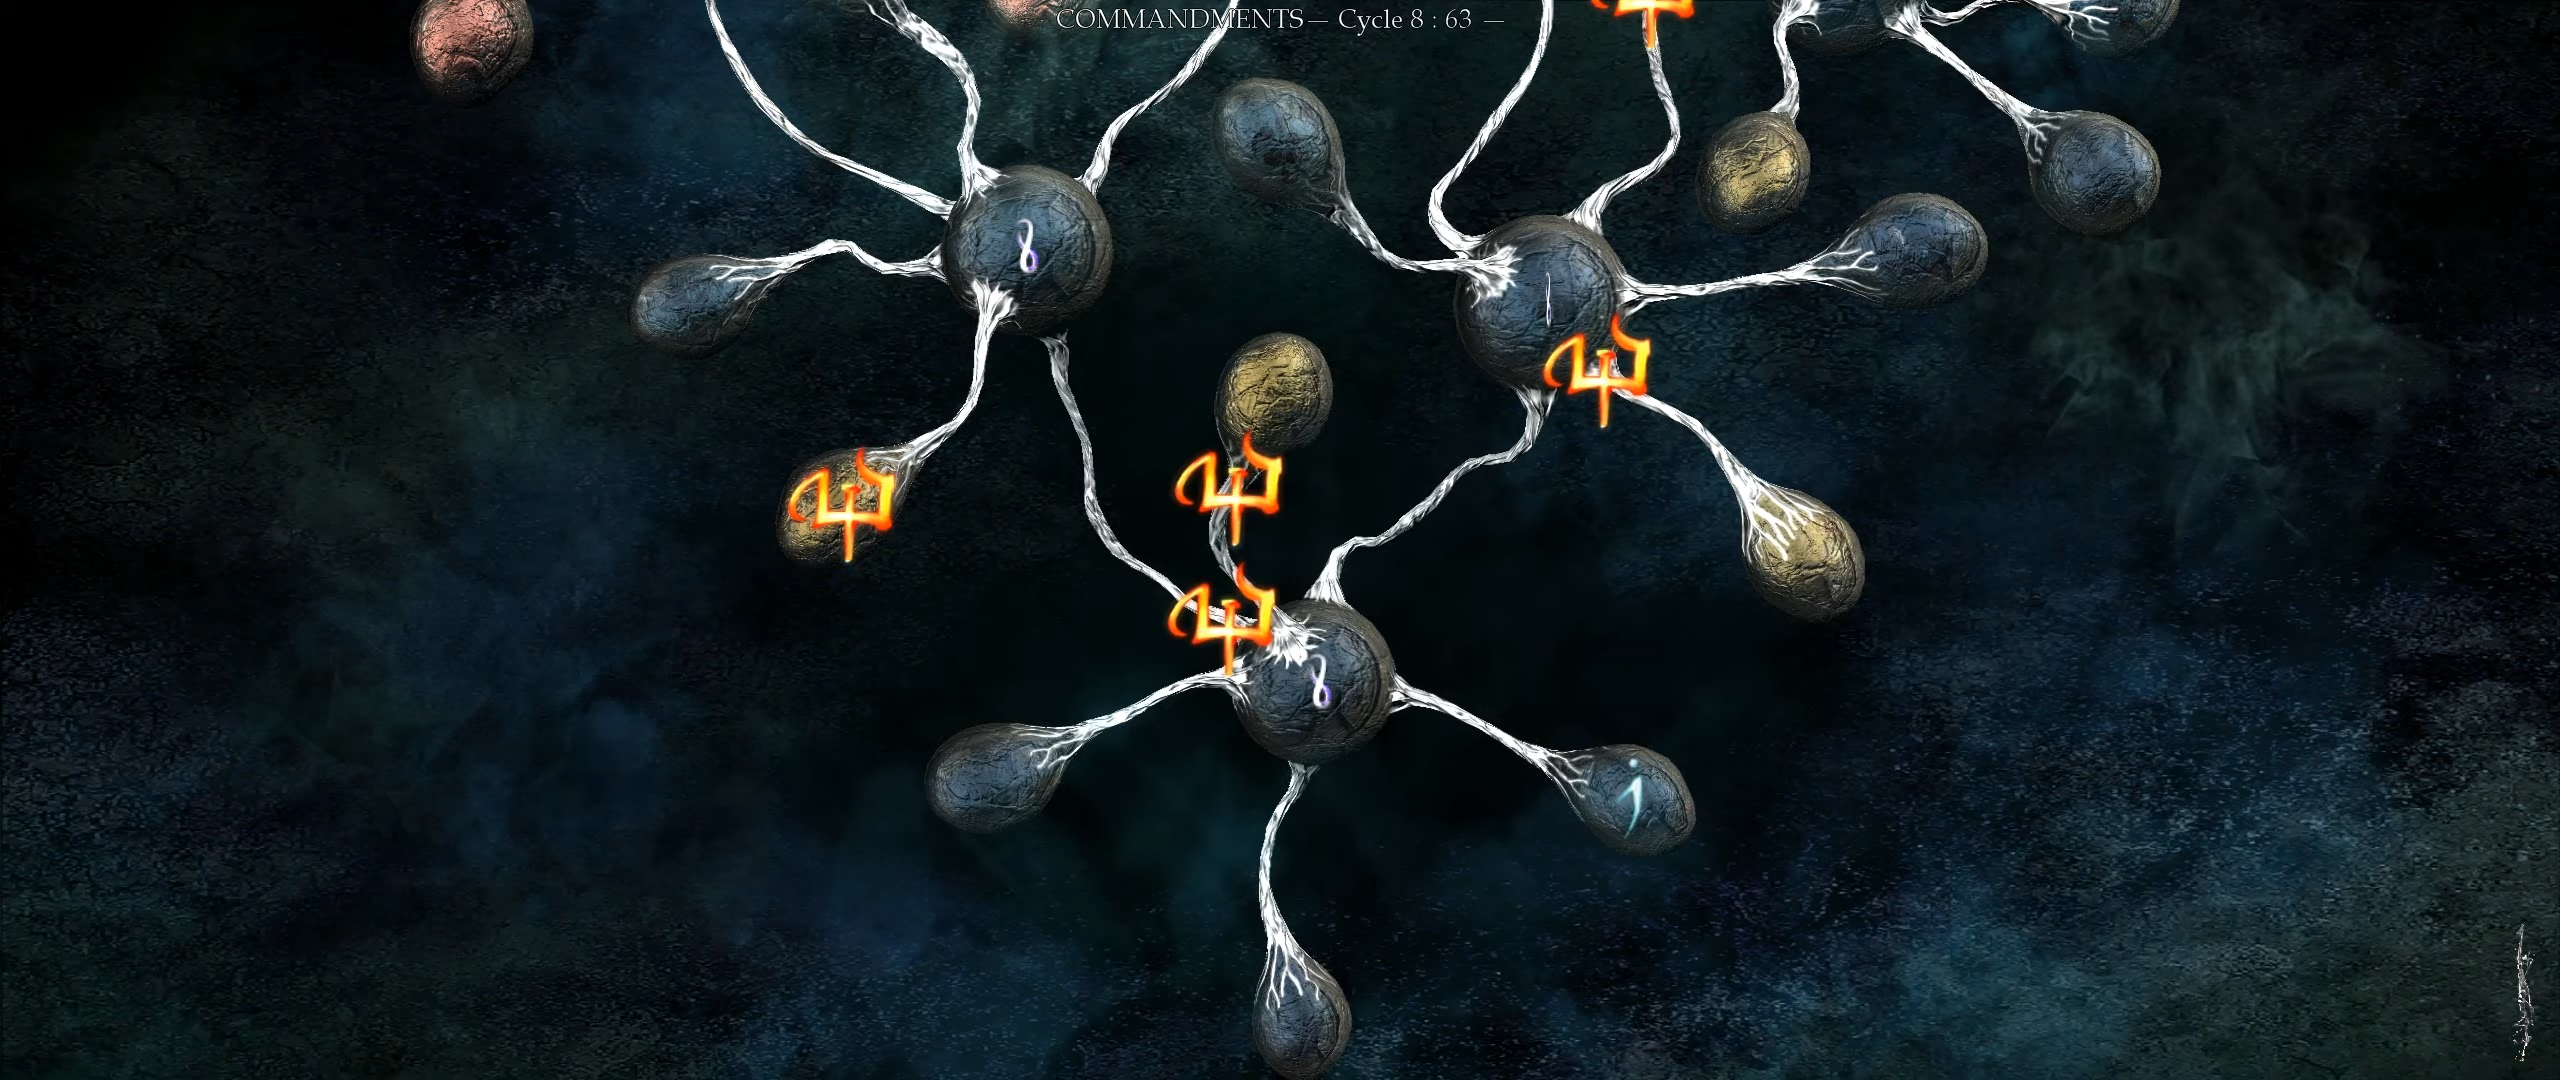 COMMANDMENTS— Cycle 8 : 63 —